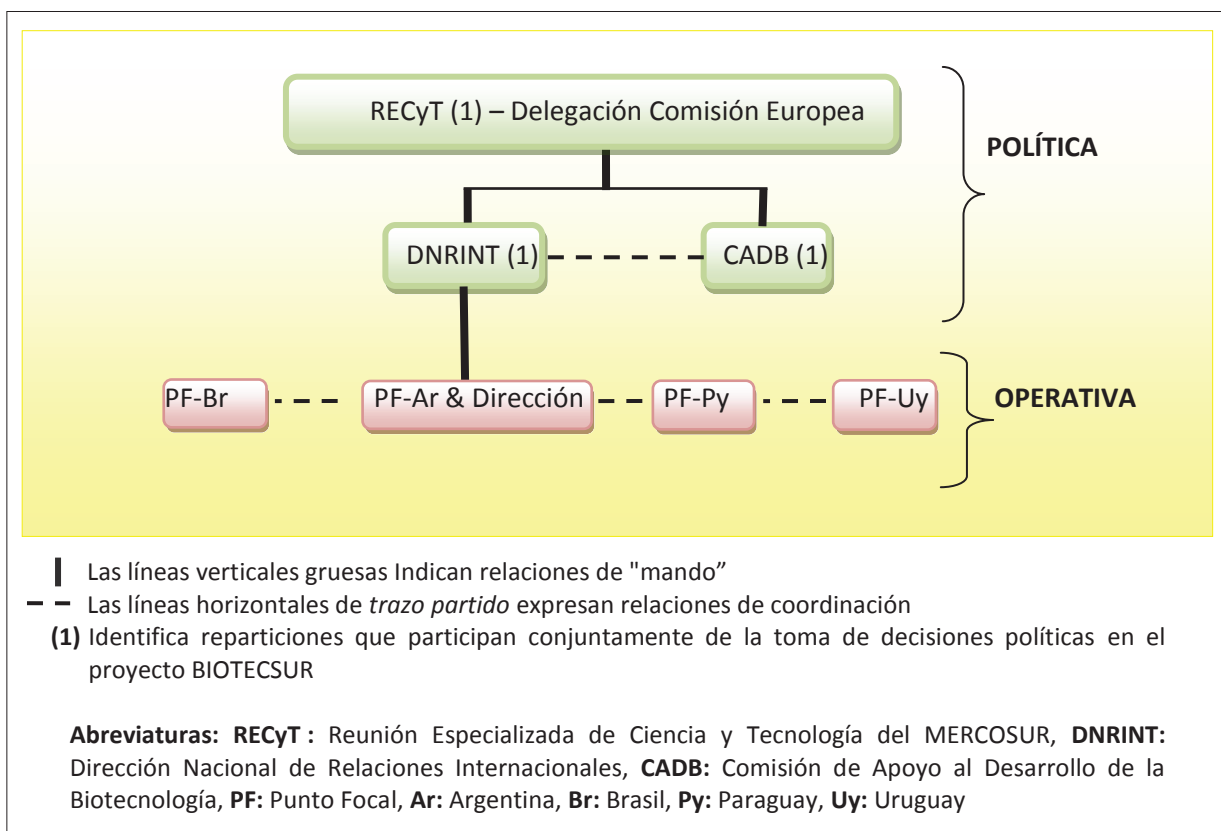 RECyT (1) – Delegación Comisión Europea
POLÍTICA
DNRINT (1)
CADB (1)
PF-Br
PF-Ar & Dirección
PF-Py
PF-Uy
OPERATIVA
Las líneas verticales gruesas Indican relaciones de "mando”
Las líneas horizontales de trazo partido expresan relaciones de coordinación
(1) Identifica reparticiones que participan conjuntamente de la toma de decisiones políticas en el
proyecto BIOTECSUR
Abreviaturas: RECyT : Reunión Especializada de Ciencia y Tecnología del MERCOSUR, DNRINT:
Dirección Nacional de Relaciones Internacionales, CADB: Comisión de Apoyo al Desarrollo de la
Biotecnología, PF: Punto Focal, Ar: Argentina, Br: Brasil, Py: Paraguay, Uy: Uruguay